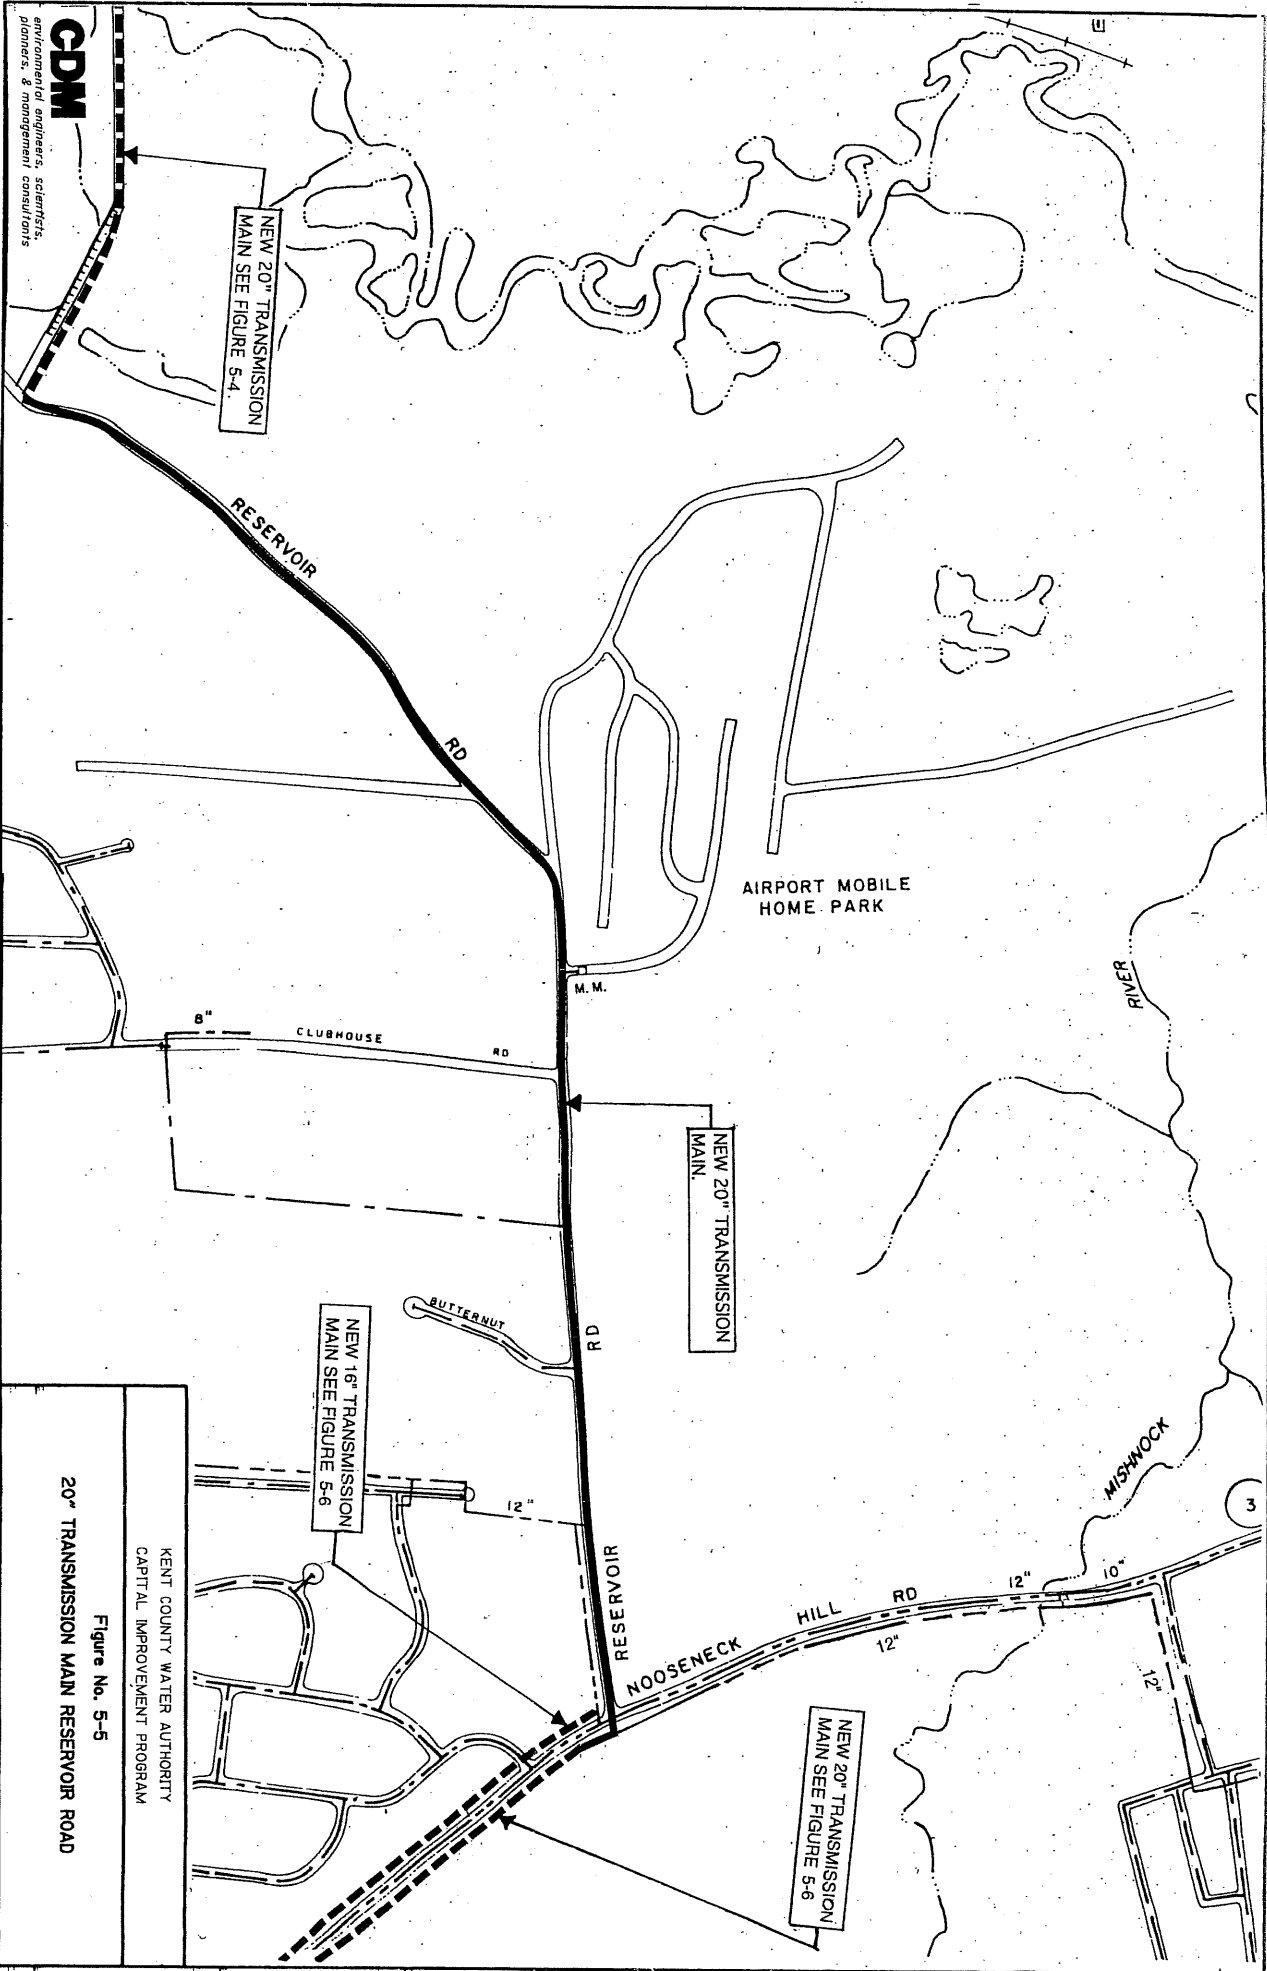 CDM
environmental engineers, scientists,
planners, & management consultants
NEW 20" TRANSMISSION
MAIN SEE FIGURE 5-4.
RESERVOIR
RD
AIRPORT MOBILE
HOME PARK
M.M.
RIVER
8"
CLUBHOUSE
RD
NEW 20" TRANSMISSION
MAIN.
BUTTERNUT
RD
NEW 16" TRANSMISSION
MAIN SEE FIGURE 5-6
MISHNOCK
3
12"
RESERVOIR
NOOSENECK
HILL
RD
12"
10"
12"
12"
NEW 20" TRANSMISSION
MAIN SEE FIGURE 5-6
KENT COUNTY WATER AUTHORITY
CAPITAL IMPROVEMENT PROGRAM
Figure No. 5-5
20" TRANSMISSION MAIN RESERVOIR ROAD